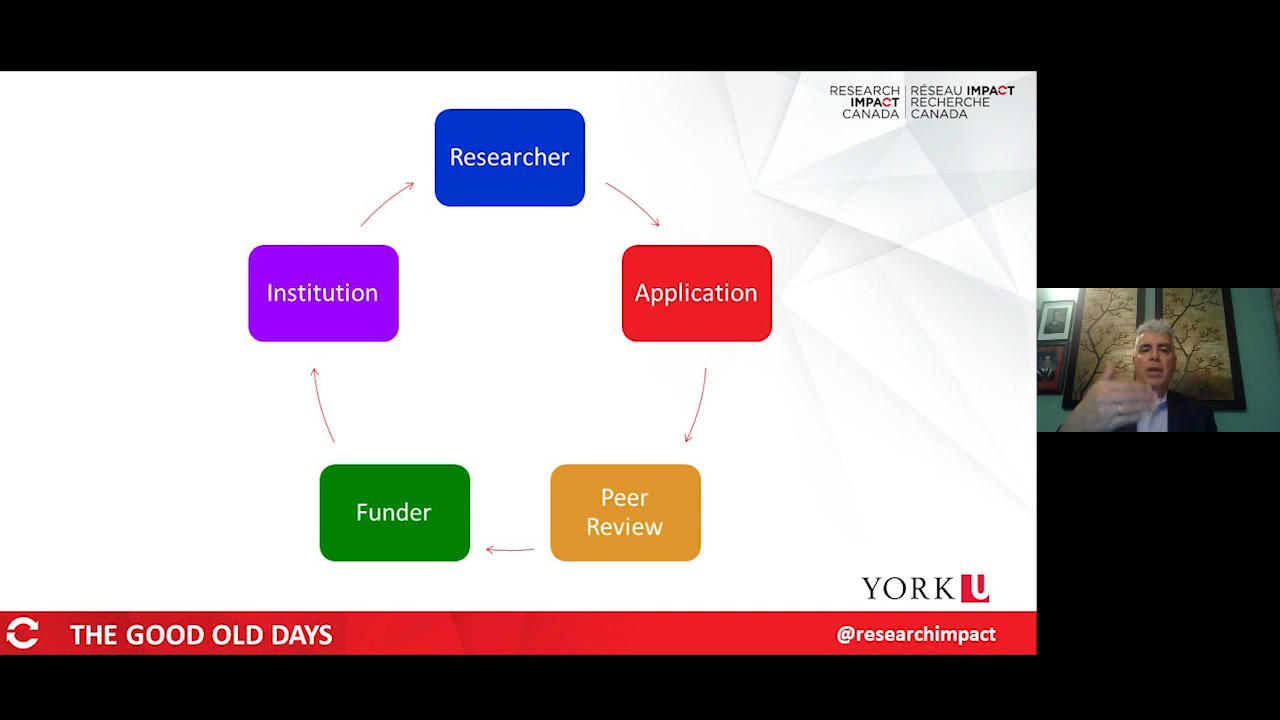 RESEARCH
IMPACT
CANADA
RÉSEAU IMPACT
RECHERCHE
CANADA
Researcher
Institution
Application
Funder
Peer
Review
YORK U
THE GOOD OLD DAYS
@researchimpact